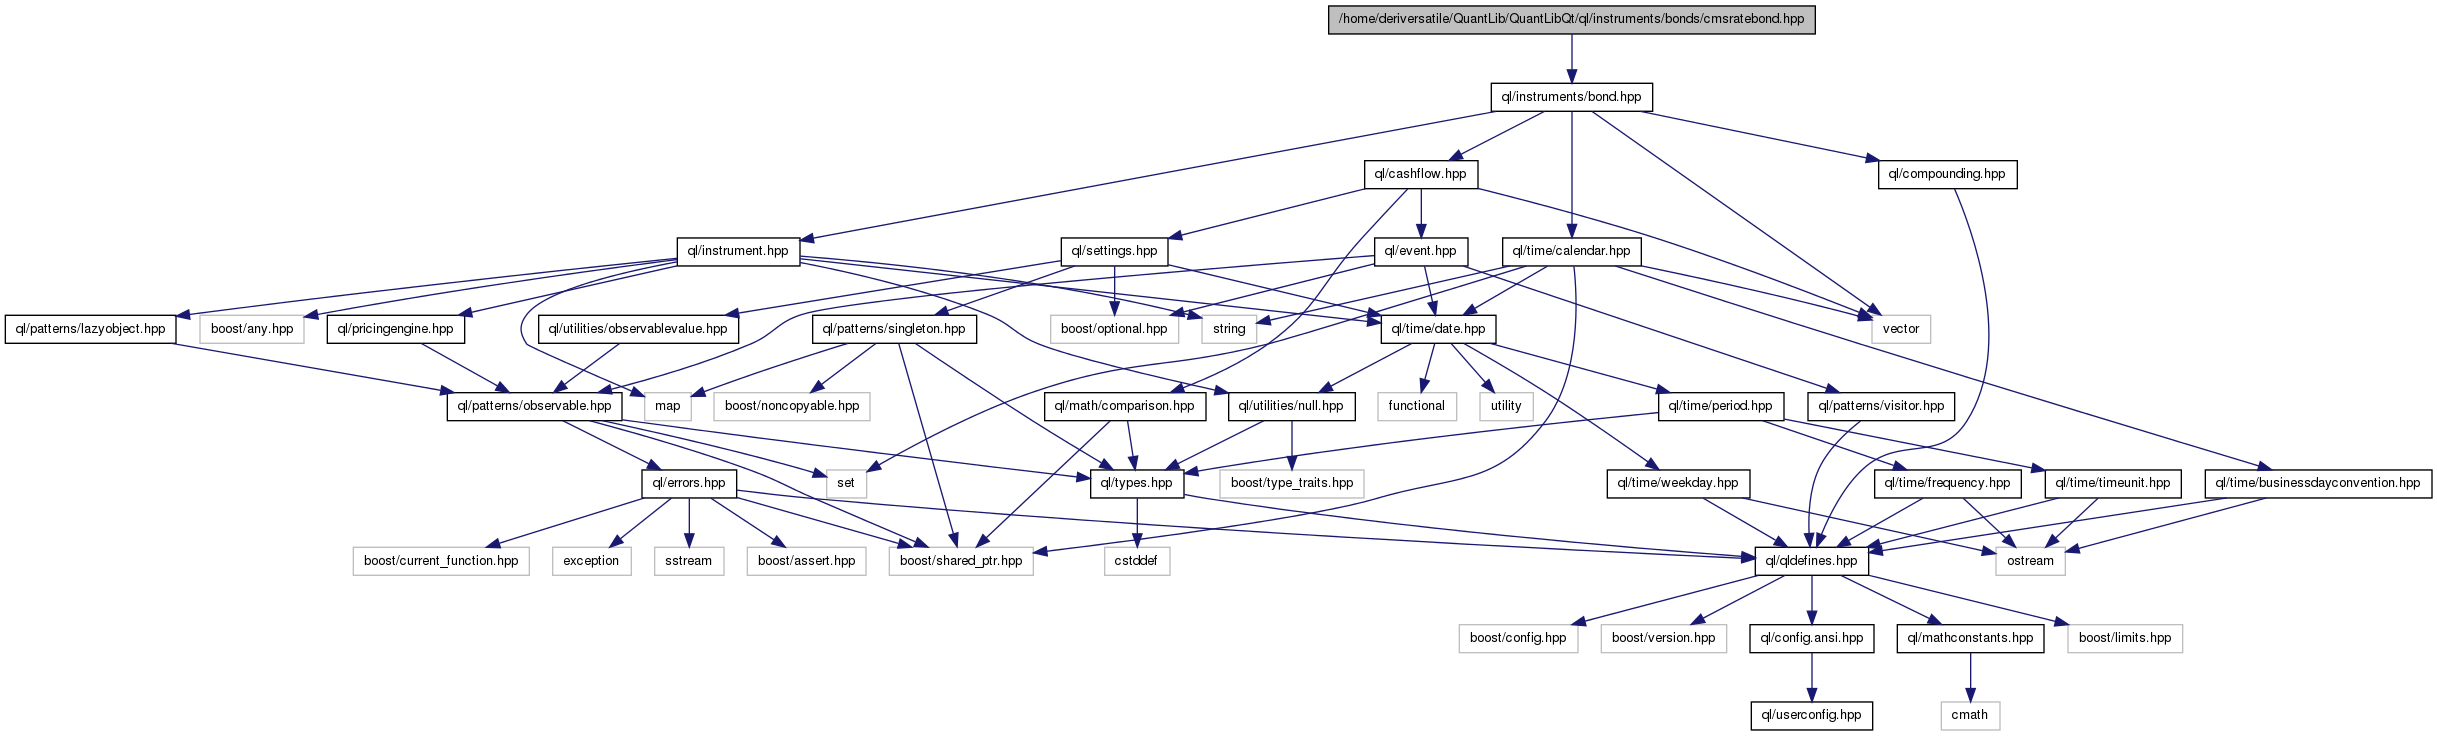 /home/deriversatile/QuantLib/QuantLibQt/ql/instruments/bonds/cmsratebond.hpp
ql/instruments/bond.hpp
ql/cashflow.hpp
ql/compounding.hpp
ql/instrument.hpp
ql/settings.hpp
ql/event.hpp
ql/time/calendar.hpp
ql/patterns/lazyobject.hpp
boost/any.hpp
ql/pricingengine.hpp
ql/utilities/observablevalue.hpp
ql/patterns/singleton.hpp
boost/optional.hpp
string
ql/time/date.hpp
vector
ql/patterns/observable.hpp
map
boost/noncopyable.hpp
ql/math/comparison.hpp
ql/utilities/null.hpp
functional
utility
ql/time/period.hpp
ql/patterns/visitor.hpp
ql/errors.hpp
set
ql/types.hpp
boost/type_traits.hpp
ql/time/weekday.hpp
ql/time/frequency.hpp
ql/time/timeunit.hpp
ql/time/businessdayconvention.hpp
boost/current_function.hpp
exception
sstream
boost/assert.hpp
boost/shared_ptr.hpp
cstddef
ql/qldefines.hpp
ostream
boost/config.hpp
boost/version.hpp
ql/config.ansi.hpp
ql/mathconstants.hpp
boost/limits.hpp
ql/userconfig.hpp
cmath